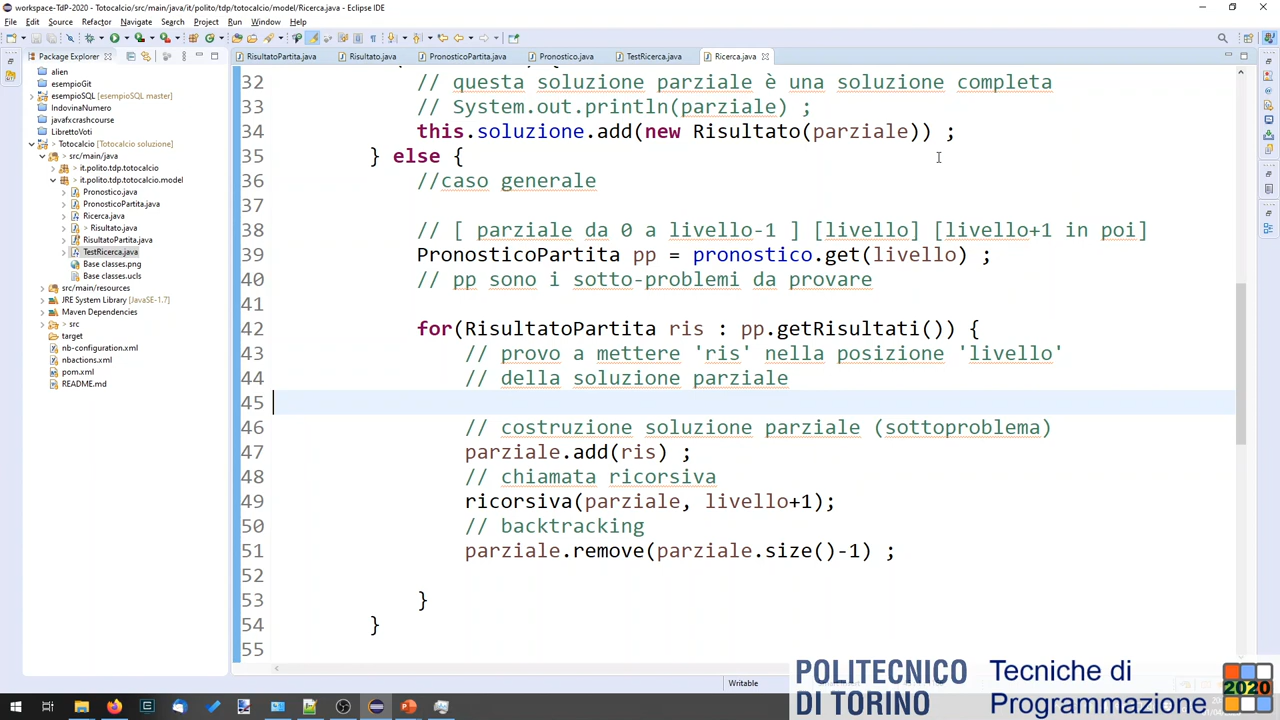 workspace-TdP-2020 - Totocalcio/src/main/java/it/polito/tdp/totocalcio/model/Ricerca.java - Eclipse IDE
File Edit Source Refactor Navigate Search Project Run Window Help
Package Explorer
RisultatoPartita.java Risultato.java PronosticoPartita.java Pronostico.java TestRicerca.java Ricerca.java
alien
esempioGit
esempioSQL [esempioSQL master]
IndovinaNumero
javafxcrashcourse
LibrettoVoti
Totocalcio [Totocalcio soluzione]
src/main/java
it.polito.tdp.totocalcio
it.polito.tdp.totocalcio.model
Pronostico.java
PronosticoPartita.java
Ricerca.java
Risultato.java
RisultatoPartita.java
TestRicerca.java
Base classes.png
Base classes.ucls
src/main/resources
JRE System Library [JavaSE-1.7]
Maven Dependencies
src
target
nb-configuration.xml
nbactions.xml
pom.xml
README.md
32 // questa soluzione parziale è una soluzione completa
33 // System.out.println(parziale) ;
34 this.soluzione.add(new Risultato(parziale)) ;
35 } else {
36 //caso generale
37
38 // [ parziale da 0 a livello-1 ] [livello] [livello+1 in poi]
39 PronosticoPartita pp = pronostico.get(livello) ;
40 // pp sono i sotto-problemi da provare
41
42 for(RisultatoPartita ris : pp.getRisultati()) {
43 // provo a mettere 'ris' nella posizione 'livello'
44 // della soluzione parziale
45
46 // costruzione soluzione parziale (sottoproblema)
47 parziale.add(ris) ;
48 // chiamata ricorsiva
49 ricorsiva(parziale, livello+1);
50 // backtracking
51 parziale.remove(parziale.size()-1) ;
52
53 }
54 }
55
Writable
POLITECNICO
DI TORINO
Tecniche di
Programmazione
2020